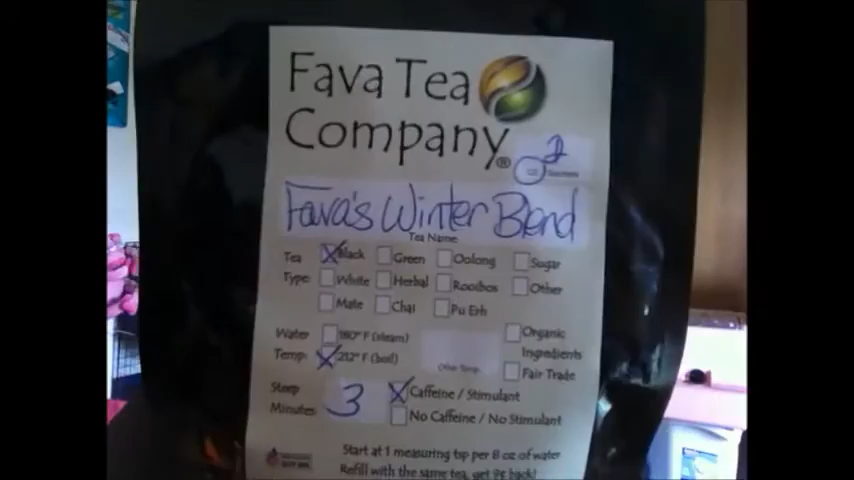 Fava Tea
Company®
2
oz
Fava's Winter Blend
Tea Name
Tea Type: Black Green Oolong Sugar
White Herbal Rooibos Other
Mate Chai Pu Erh
Water Temp: 180° F (steam) Organic Ingredients
212° F (boil) Fair Trade
Steep Minutes 3 Caffeine / Stimulant
No Caffeine / No Stimulant
Start at 1 measuring tsp per 8 oz of water
Refill with the same tea, get 9¢ back!